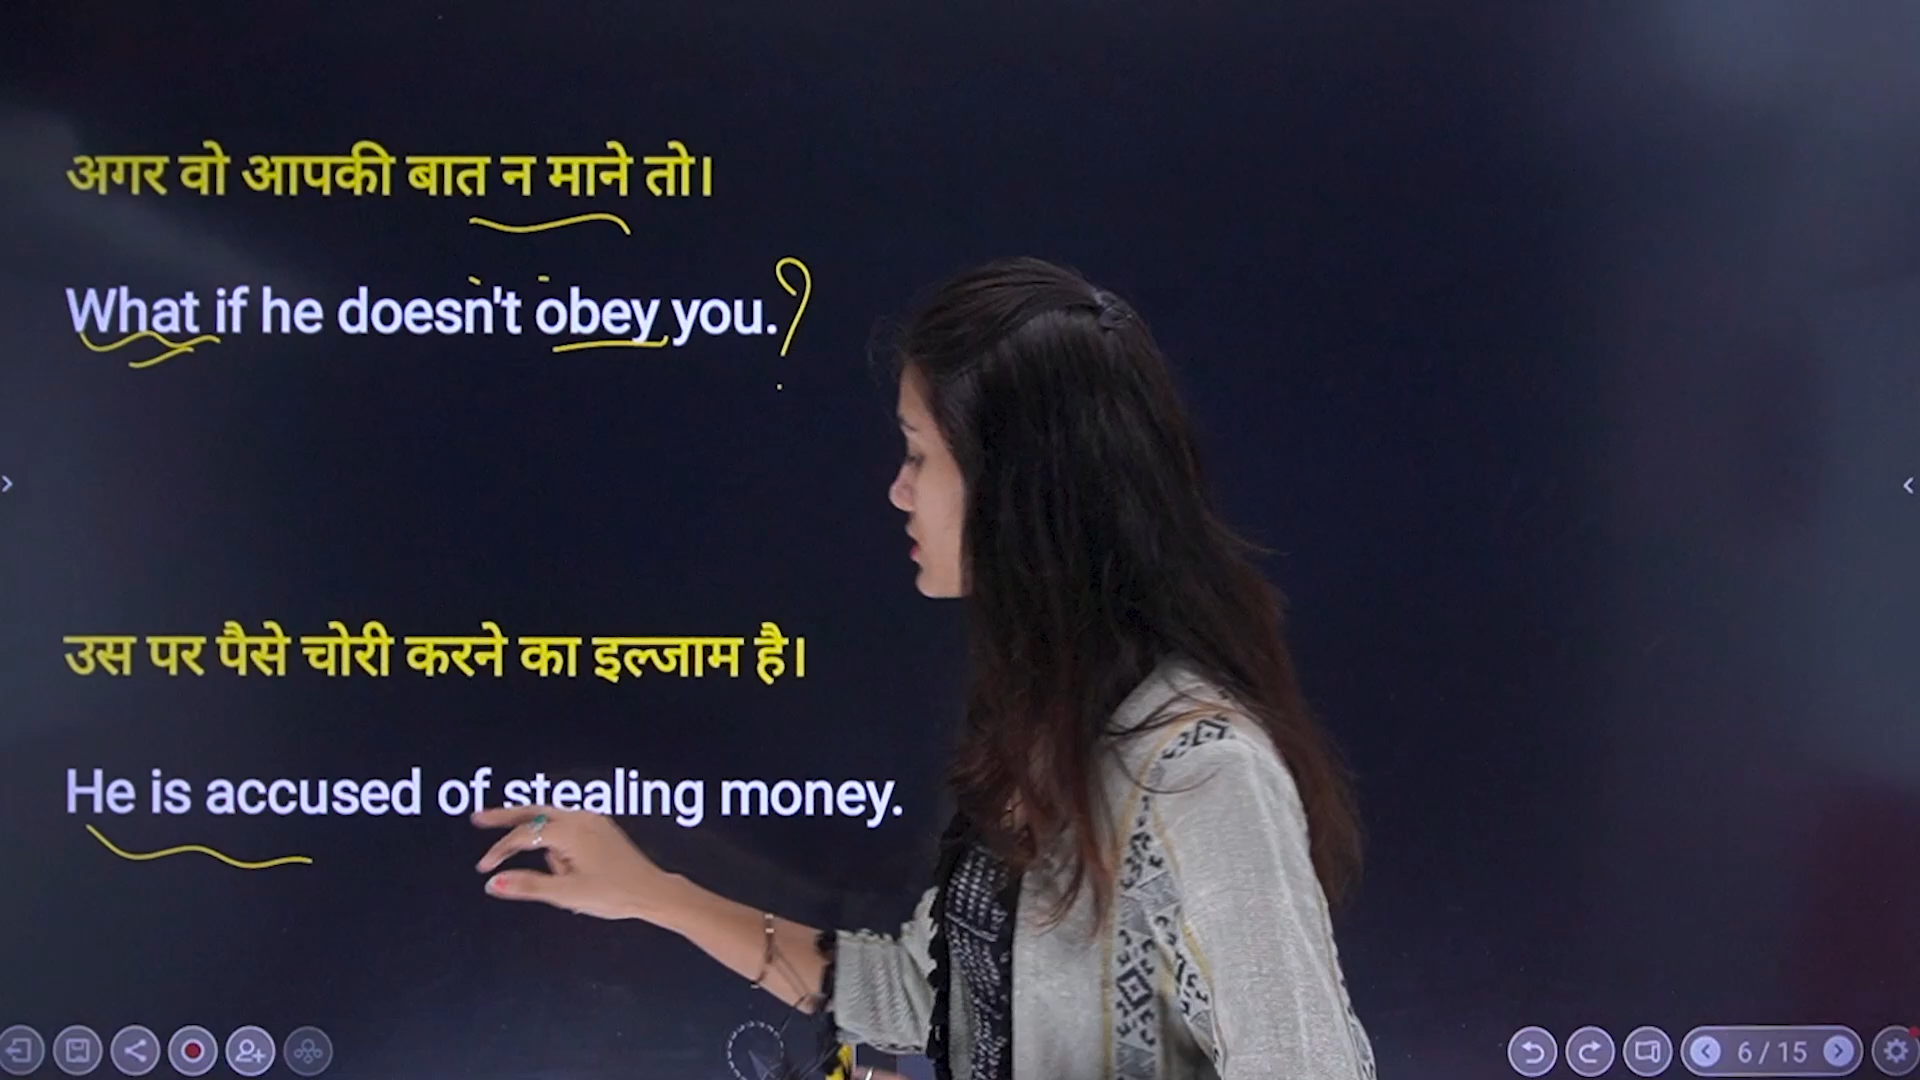 अगर वो आपकी बात न माने तो।
What if he doesn't obey you.?
उस पर पैसे चोरी करने का इल्जाम है।
He is accused of stealing money.
6 / 15